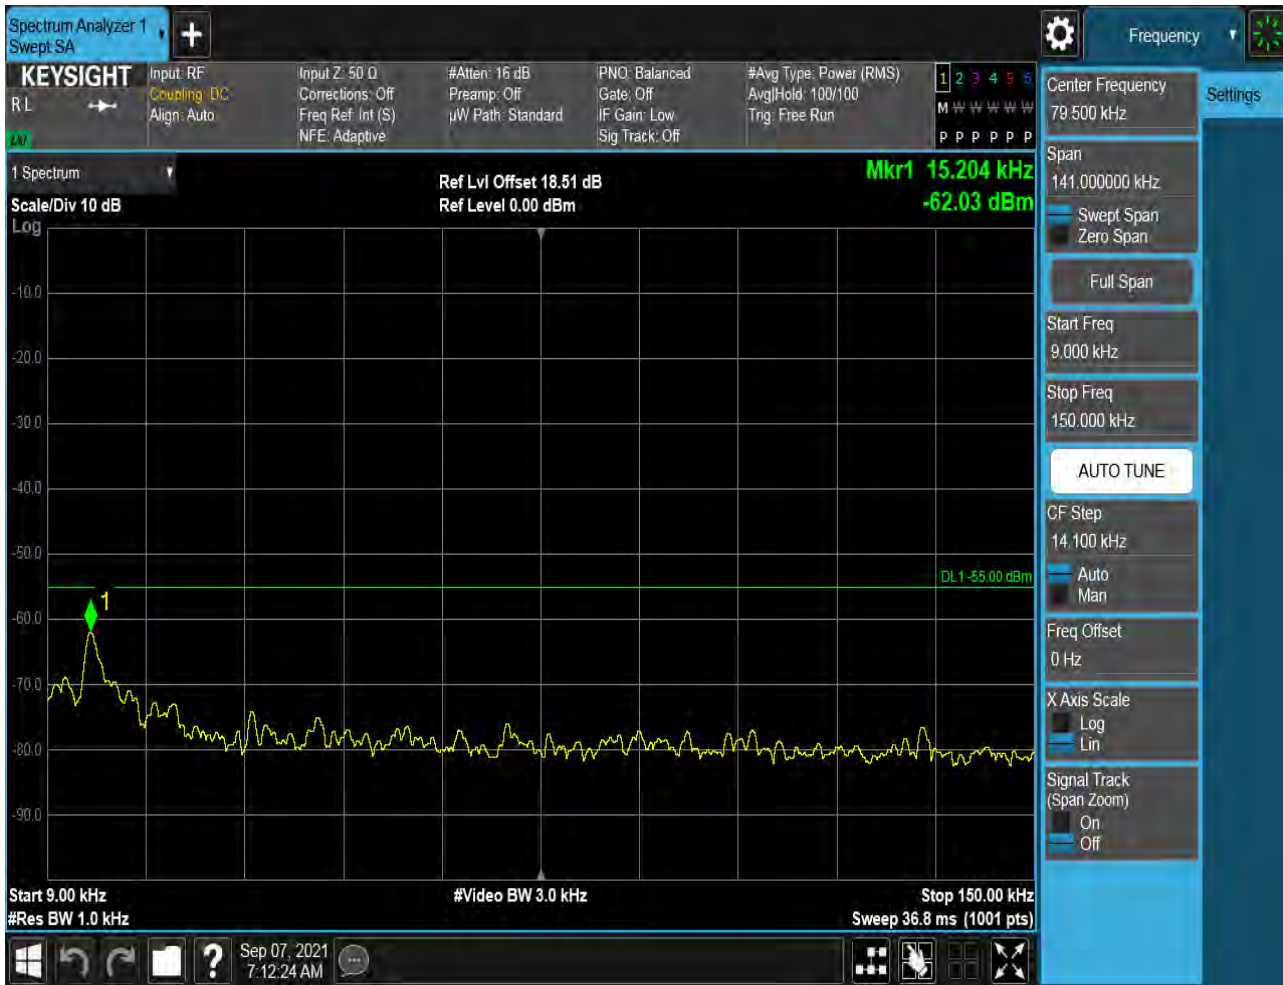 Spectrum Analyzer 1
Swept SA
Frequency
KEYSIGHT
R L
LXI
Input: RF
Coupling: DC
Align: Auto
Input Z: 50 Ω
Corrections: Off
Freq Ref: Int (S)
NFE: Adaptive
#Atten: 16 dB
Preamp: Off
µW Path: Standard
PNO: Balanced
Gate: Off
IF Gain: Low
Sig Track: Off
#Avg Type: Power (RMS)
Avg|Hold: 100/100
Trig: Free Run
1 2 3 4 5 6
M W W W W W
P P P P P P
1 Spectrum
Scale/Div 10 dB
Log
Ref Lvl Offset 18.51 dB
Ref Level 0.00 dBm
Mkr1 15.204 kHz
-62.03 dBm
-10.0
-20.0
-30.0
-40.0
-50.0
-60.0
-70.0
-80.0
-90.0
DL1 -55.00 dBm
1
Start 9.00 kHz
#Res BW 1.0 kHz
#Video BW 3.0 kHz
Stop 150.00 kHz
Sweep 36.8 ms (1001 pts)
Center Frequency
79.500 kHz
Settings
Span
141.000000 kHz
Swept Span
Zero Span
Full Span
Start Freq
9.000 kHz
Stop Freq
150.000 kHz
AUTO TUNE
CF Step
14.100 kHz
Auto
Man
Freq Offset
0 Hz
X Axis Scale
Log
Lin
Signal Track
(Span Zoom)
On
Off
?
Sep 07, 2021
7:12:24 AM